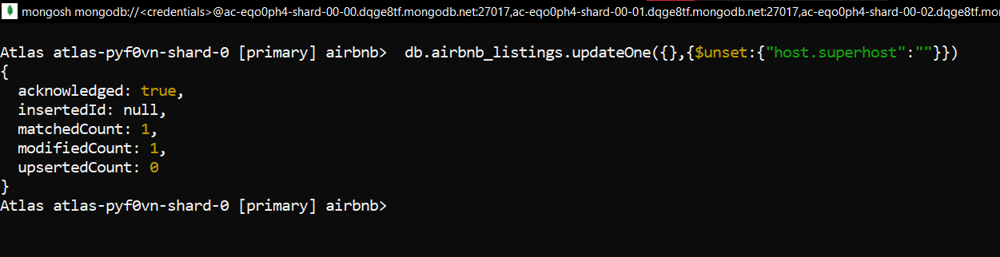 mongosh mongodb://<credentials>@ac-eqo0ph4-shard-00-00.dqge8tf.mongodb.net:27017,ac-eqo0ph4-shard-00-01.dqge8tf.mongodb.net:27017,ac-eqo0ph4-shard-00-02.dqge8tf.mo
Atlas atlas-pyf0vn-shard-0 [primary] airbnb>  db.airbnb_listings.updateOne({},{$unset:{"host.superhost":""}})
{
  acknowledged: true,
  insertedId: null,
  matchedCount: 1,
  modifiedCount: 1,
  upsertedCount: 0
}
Atlas atlas-pyf0vn-shard-0 [primary] airbnb>